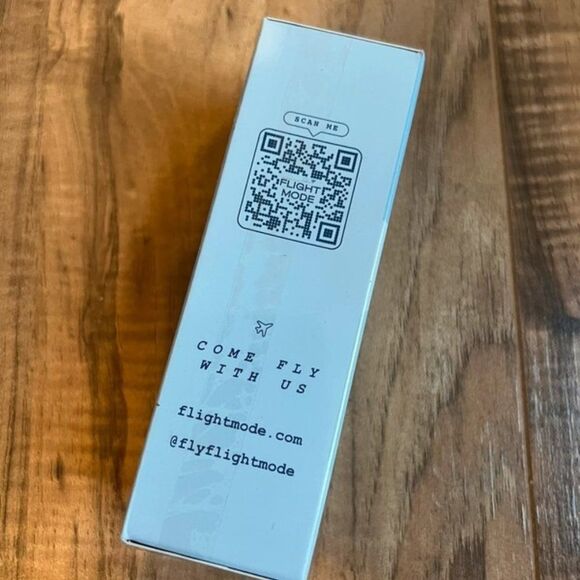 SCAN ME
FLIGHT
MODE
COME FLY
WITH US
flightmode.com
@flyflightmode